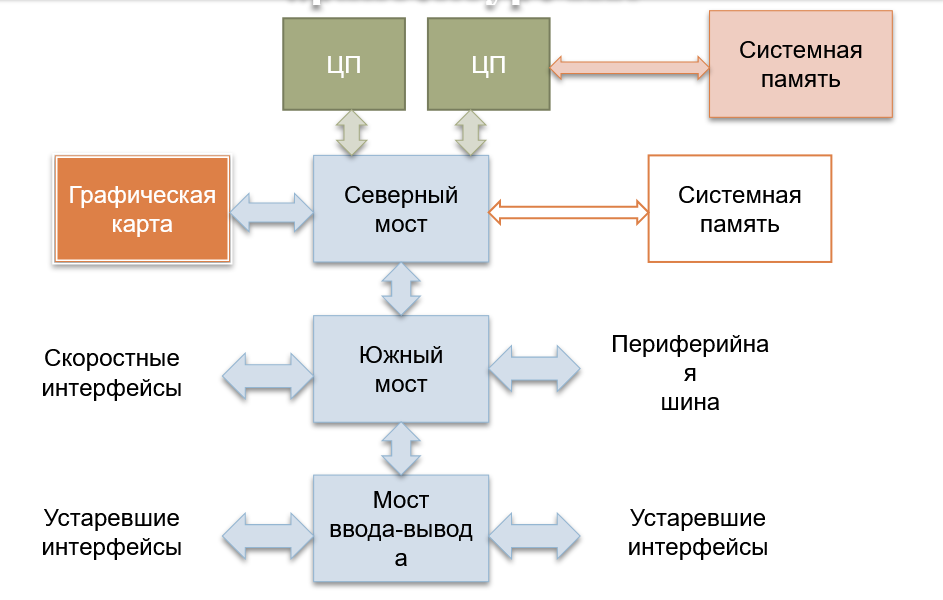 ЦП
ЦП
Системная
память
Графическая
карта
Северный
мост
Системная
память
Скоростные
интерфейсы
Южный
мост
Периферийна
я
шина
Устаревшие
интерфейсы
Мост
ввода-вывод
а
Устаревшие
интерфейсы